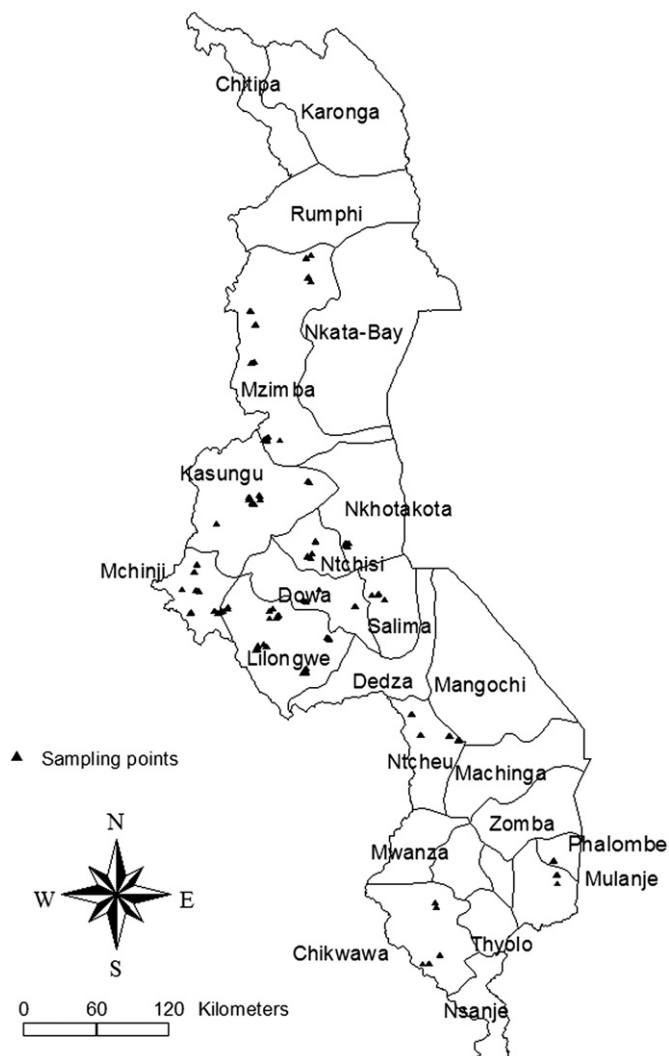 Chitipa
Karonga
Rumphi
Nkata-Bay
Mzimba
Kasungu
Nkhotakota
Ntchisi
Mchinji
Dowa
Salima
Lilongwe
Dedza
Mangochi
Sampling points
Ntcheu
Machinga
Zomba
N
Phalombe
Mwanza
Mulanje
W
E
S
Chikwawa
Thyolo
0 60 120 Kilometers
Nsanje